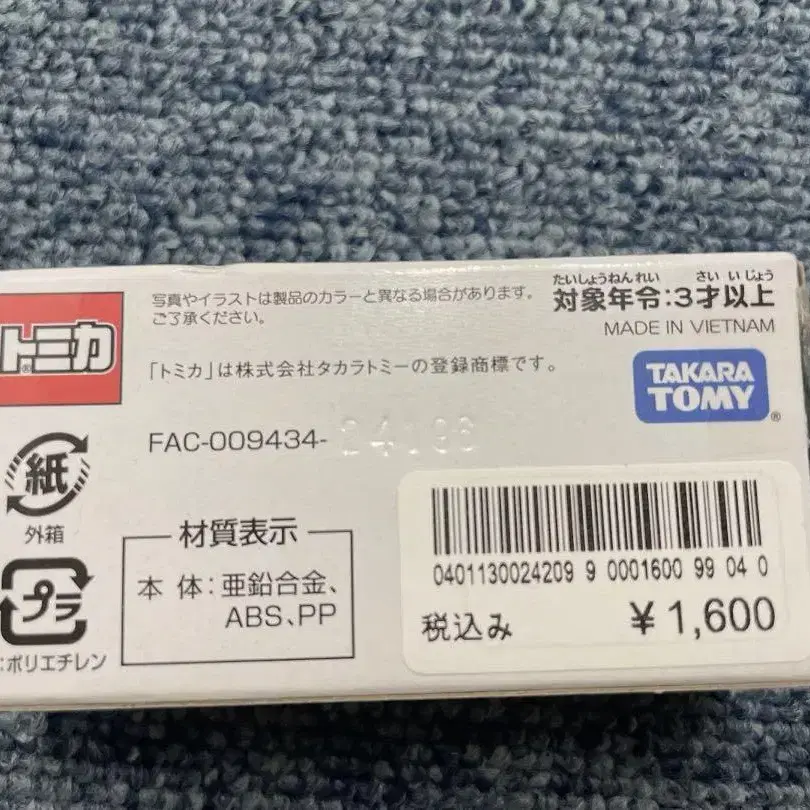 トミカ®
写真やイラストは製品のカラーと異なる場合があります。
ご了承ください。
たいしょうねんれい さいいじょう
対象年令:3才以上
MADE IN VIETNAM
「トミカ」は株式会社タカラトミーの登録商標です。
TAKARA
TOMY®
FAC-009434-
紙
外箱
プラ
:ポリエチレン
材質表示
本 体:亜鉛合金、
ABS、PP
0401130024209 9 0001600 99 04 0
税込み ¥1,600